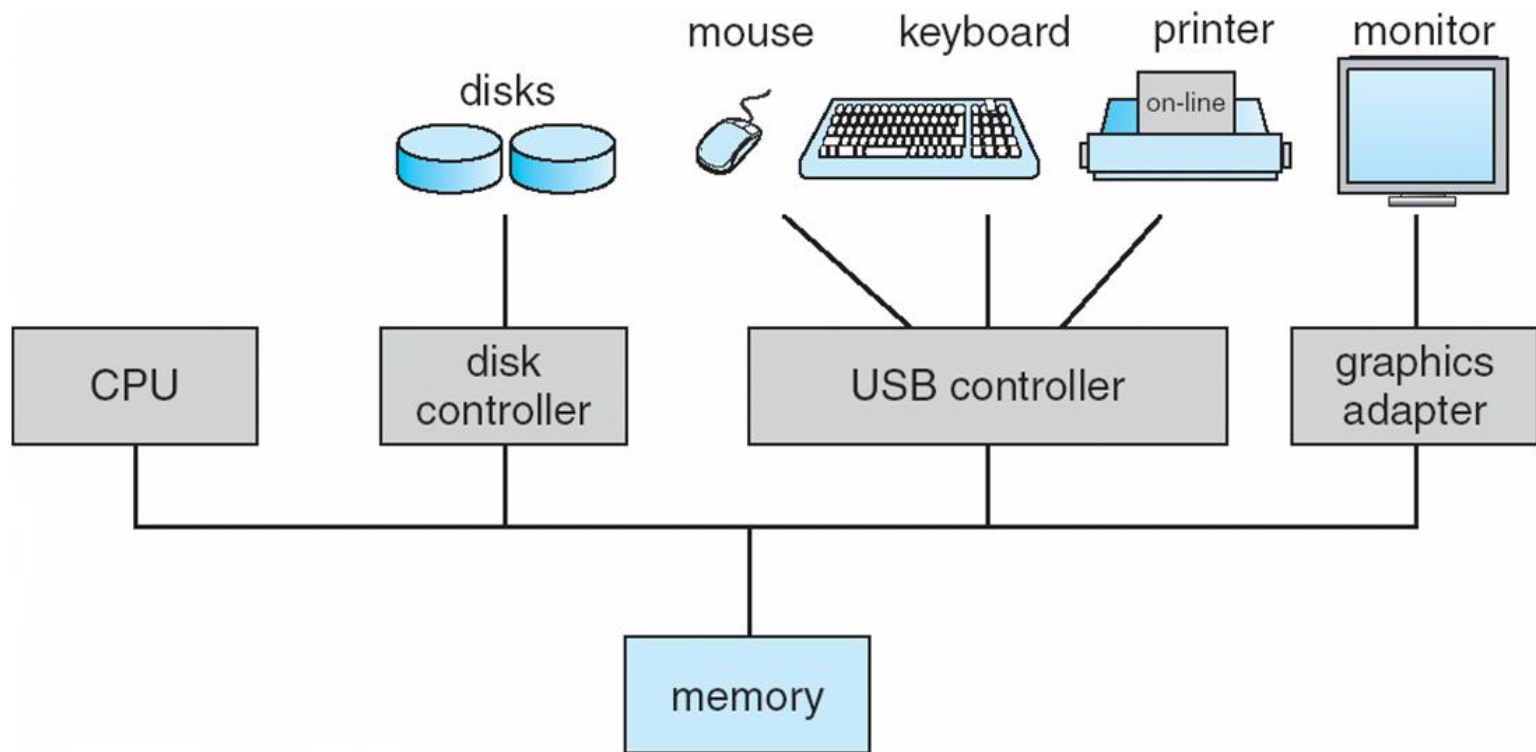 mouse
keyboard
printer
monitor
disks
on-line
CPU
disk
controller
USB controller
graphics
adapter
memory